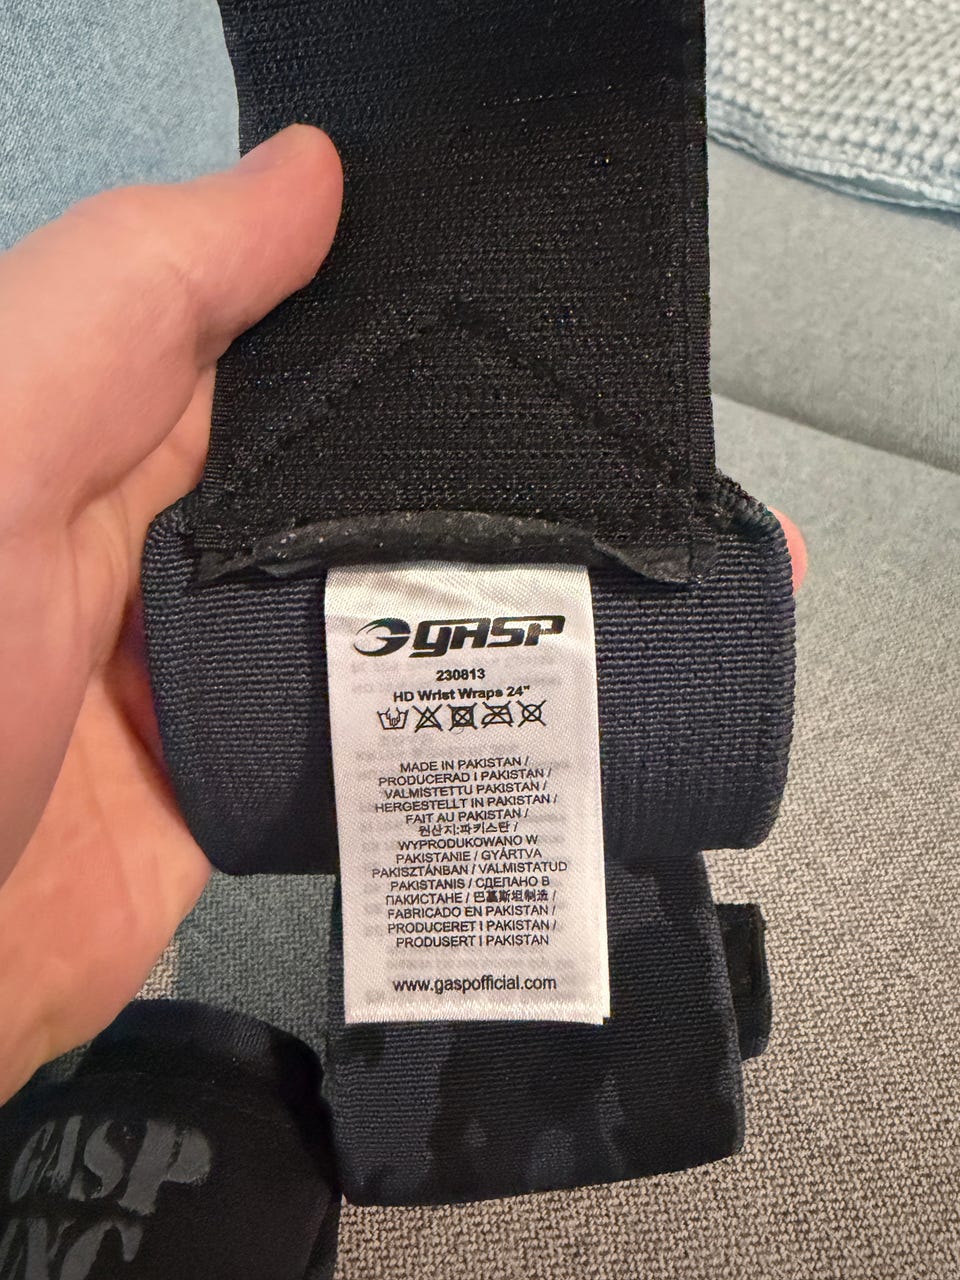 GASP
230813
HD Wrist Wraps 24"
MADE IN PAKISTAN /
PRODUCERAD I PAKISTAN /
VALMISTETTU PAKISTAN /
HERGESTELLT IN PAKISTAN /
FAIT AU PAKISTAN /
원산지:파키스탄 /
WYPRODUKOWANO W
PAKISTANIE / GYÁRTVA
PAKISZTÁNBAN / VALMISTATUD
PAKISTANIS / СДЕЛАНО В
ПАКИСТАНЕ / 巴基斯坦制造 /
FABRICADO EN PAKISTAN /
PRODUCERET I PAKISTAN /
PRODUSERT I PAKISTAN
www.gaspofficial.com
GASP
INC